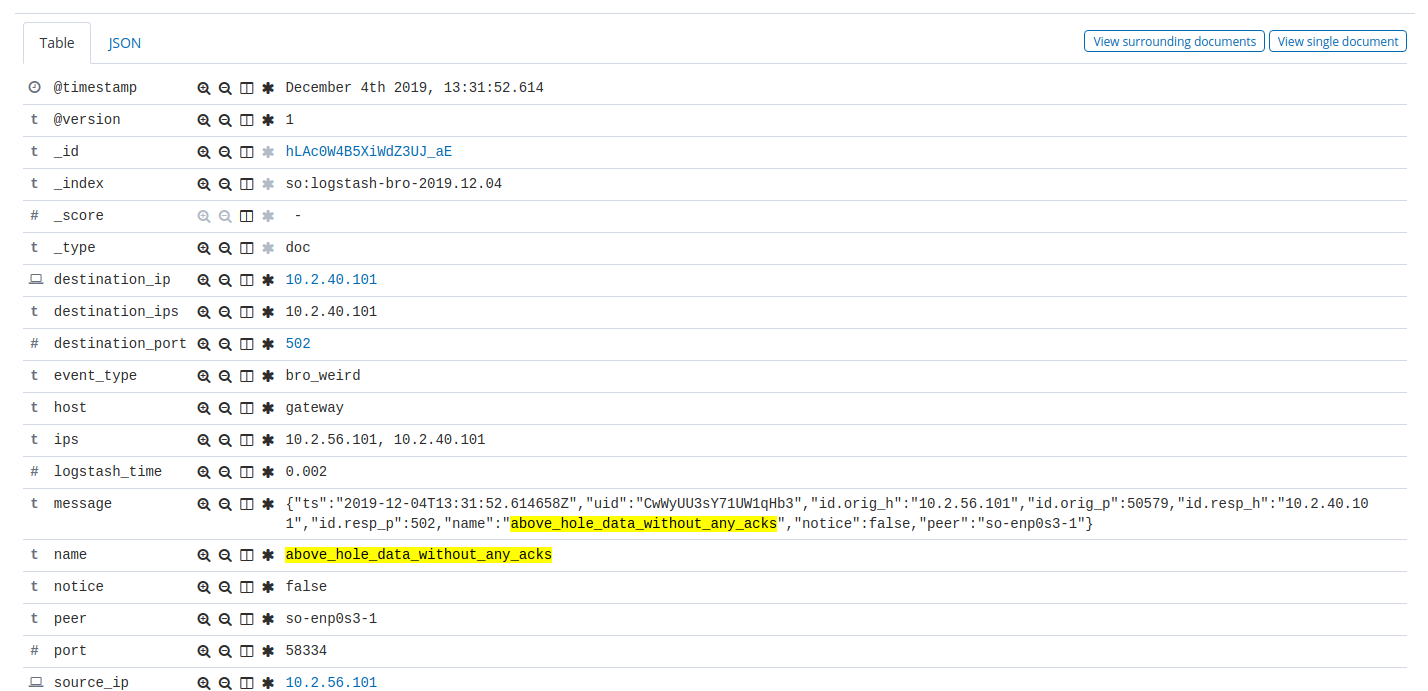 Table JSON View surrounding documents View single document
@timestamp December 4th 2019, 13:31:52.614
t @version 1
t _id hLAc0W4B5XiWdZ3UJ_aE
t _index so:logstash-bro-2019.12.04
# _score -
t _type doc
destination_ip 10.2.40.101
t destination_ips 10.2.40.101
# destination_port 502
t event_type bro_weird
t host gateway
t ips 10.2.56.101, 10.2.40.101
# logstash_time 0.002
t message {"ts":"2019-12-04T13:31:52.614658Z","uid":"CwWyUU3sY71UW1qHb3","id.orig_h":"10.2.56.101","id.orig_p":50579,"id.resp_h":"10.2.40.10
1","id.resp_p":502,"name":"above_hole_data_without_any_acks","notice":false,"peer":"so-enp0s3-1"}
t name above_hole_data_without_any_acks
t notice false
t peer so-enp0s3-1
# port 58334
source_ip 10.2.56.101